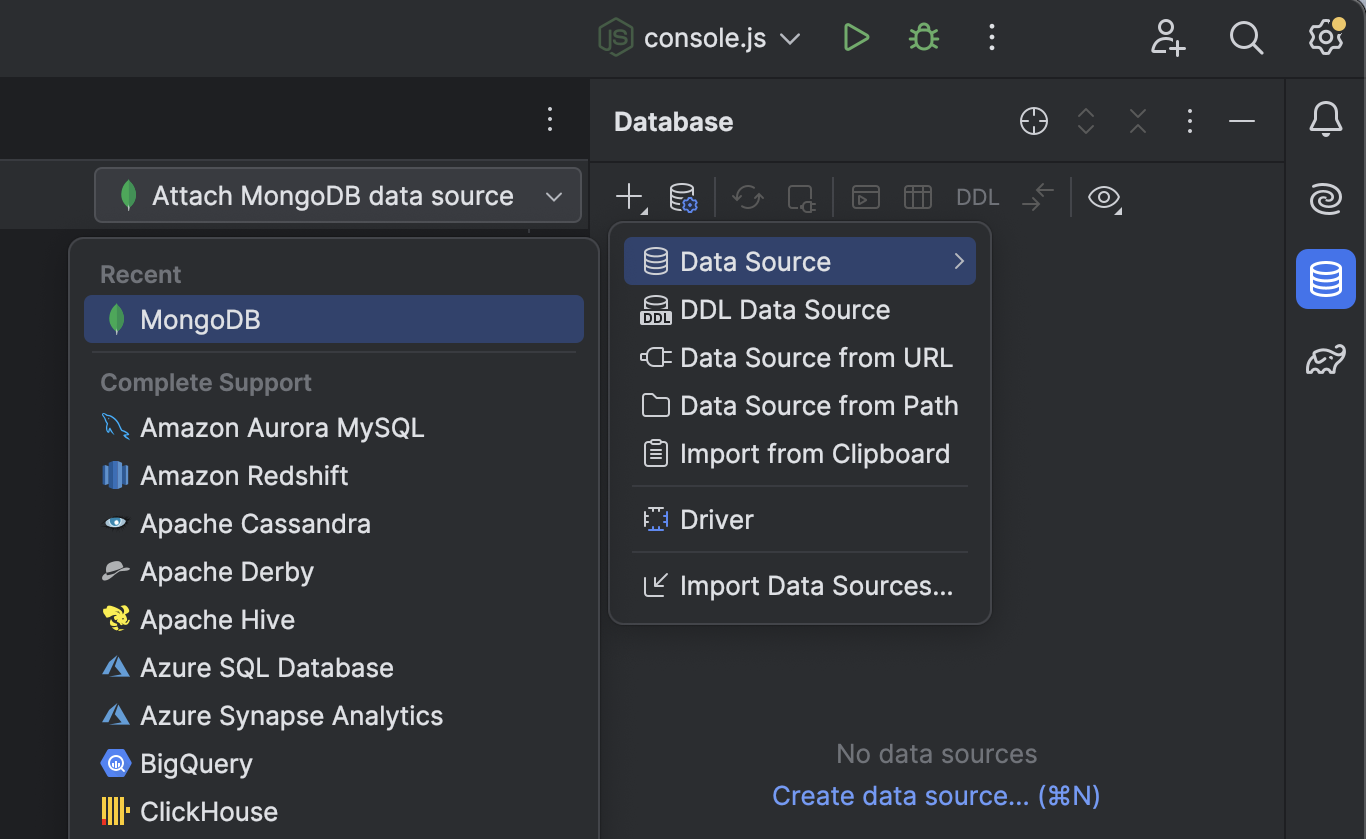 JS
console.js
Database
Attach MongoDB data source
DDL
Recent
MongoDB
Complete Support
Amazon Aurora MySQL
Amazon Redshift
Apache Cassandra
Apache Derby
Apache Hive
Azure SQL Database
Azure Synapse Analytics
BigQuery
ClickHouse
Data Source
DDL
DDL Data Source
Data Source from URL
Data Source from Path
Import from Clipboard
Driver
Import Data Sources...
No data sources
Create data source... (⌘N)